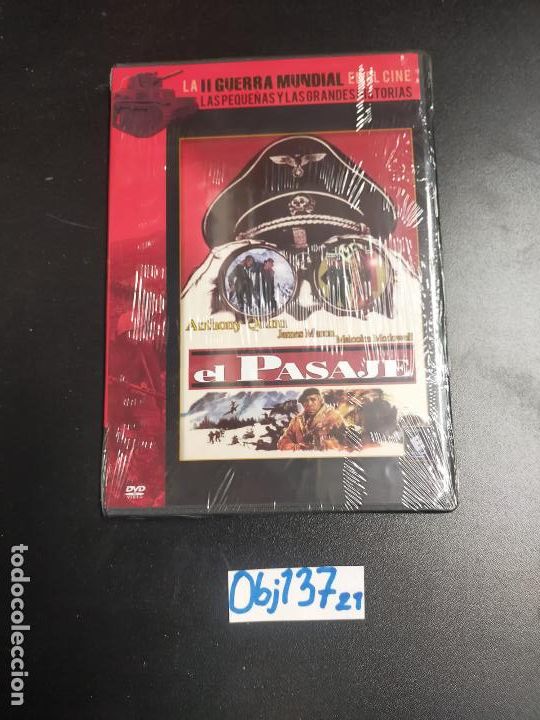 LA II GUERRA MUNDIAL EN EL CINE
LAS PEQUEÑAS Y LAS GRANDES HISTORIAS
Anthony Quinn
James Mason
Malcolm McDowell
el PASAJE
DVD
VIDEO
Obj137 21
todocoleccion